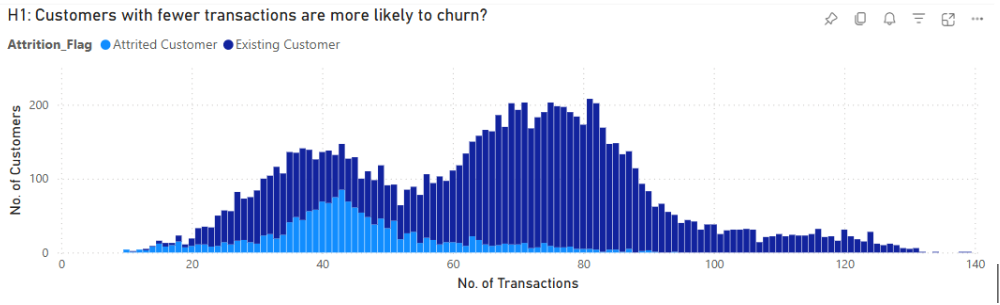 H1: Customers with fewer transactions are more likely to churn?
Attrition_Flag Attrited Customer Existing Customer
No. of Customers
200
100
0
0 20 40 60 80 100 120 140
No. of Transactions